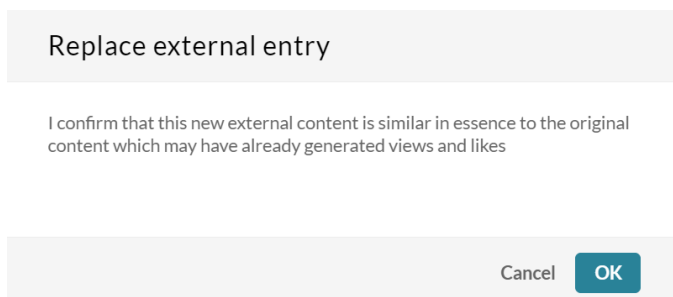 Replace external entry
I confirm that this new external content is similar in essence to the original
content which may have already generated views and likes
Cancel OK